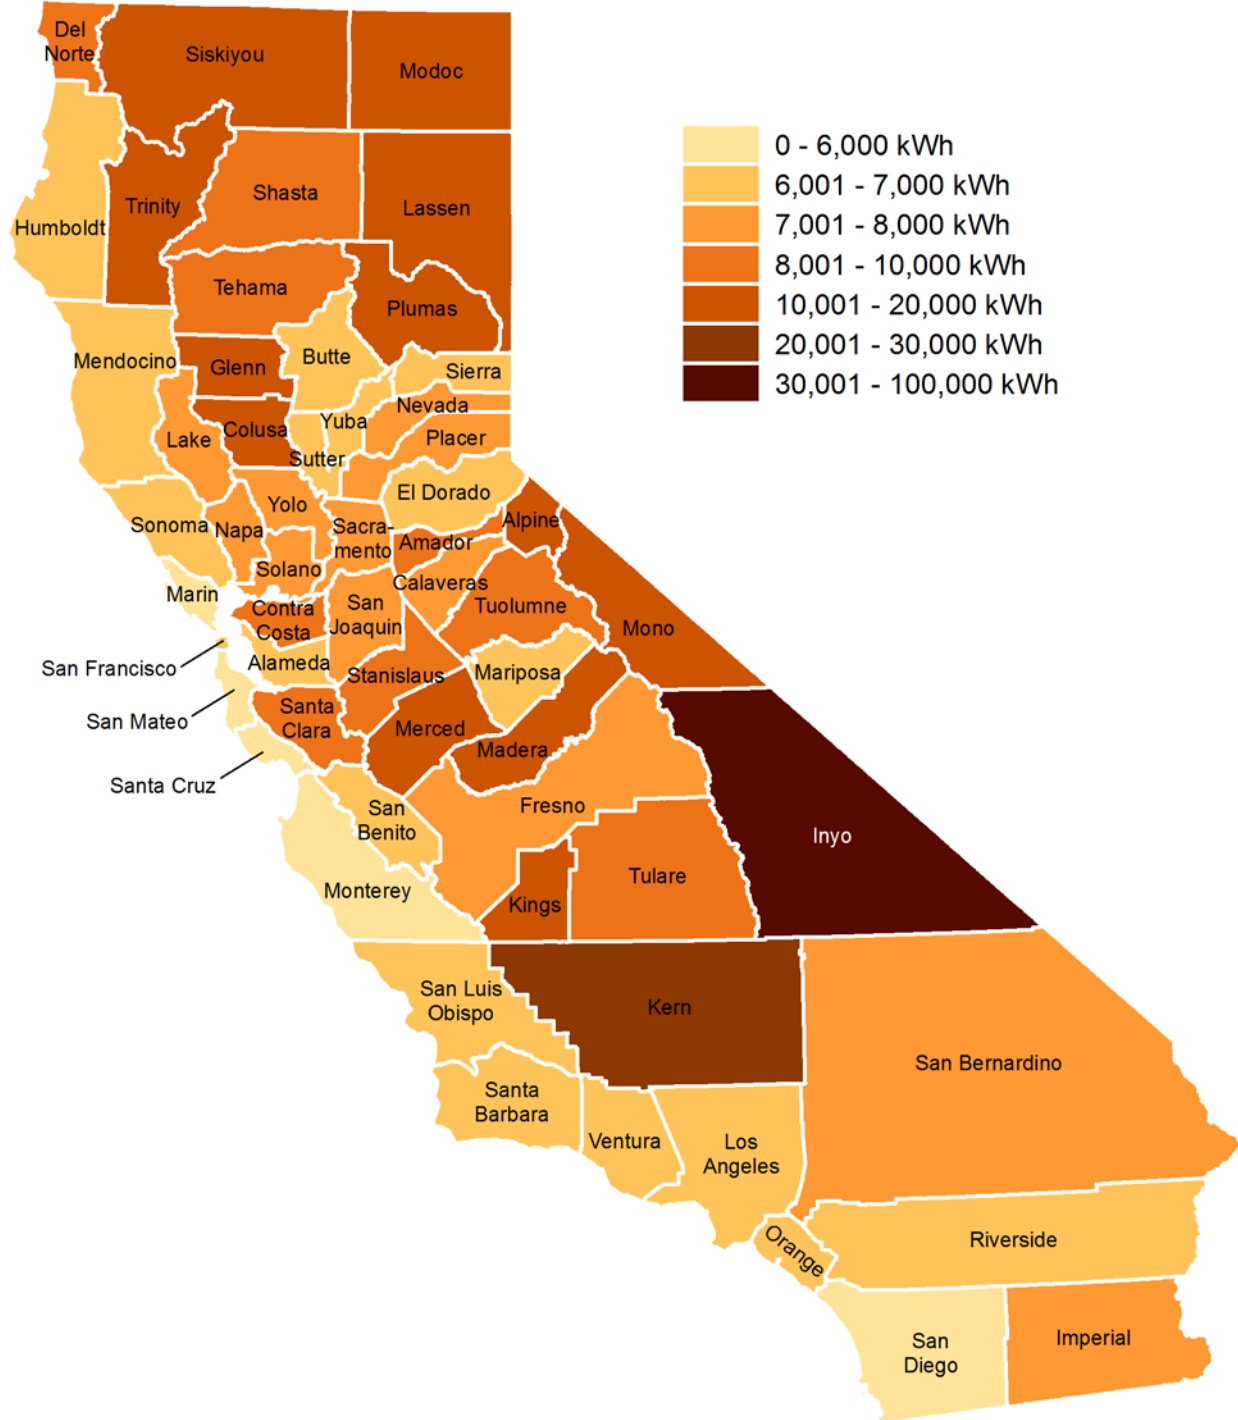 Del
Norte
Siskiyou
Modoc
0 - 6,000 kWh
6,001 - 7,000 kWh
7,001 - 8,000 kWh
8,001 - 10,000 kWh
10,001 - 20,000 kWh
20,001 - 30,000 kWh
30,001 - 100,000 kWh
Humboldt
Trinity
Shasta
Lassen
Tehama
Plumas
Mendocino
Glenn
Butte
Sierra
Lake
Colusa
Yuba
Sutter
Nevada
Placer
El Dorado
Sonoma
Napa
Yolo
Solano
Sacra-
mento
Amador
Alpine
Marin
Contra
Costa
San
Joaquin
Calaveras
Tuolumne
Mono
San Francisco
Alameda
Stanislaus
Mariposa
San Mateo
Santa
Clara
Merced
Madera
Santa Cruz
San
Benito
Fresno
Inyo
Monterey
Kings
Tulare
San Luis
Obispo
Kern
San Bernardino
Santa
Barbara
Ventura
Los
Angeles
Orange
Riverside
San
Diego
Imperial